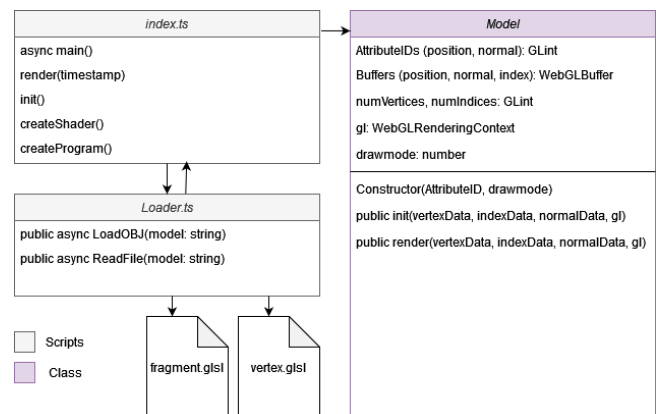 index.ts
async main()
render(timestamp)
init()
createShader()
createProgram()
Loader.ts
public async LoadOBJ(model: string)
public async ReadFile(model: string)
fragment.glsl
vertex.glsl
Scripts
Class
Model
AttributeIDs (position, normal): GLint
Buffers (position, normal, index): WebGLBuffer
numVertices, numIndices: GLint
gl: WebGLRenderingContext
drawmode: number
Constructor(AttributeID, drawmode)
public init(vertexData, indexData, normalData, gl)
public render(vertexData, indexData, normalData, gl)